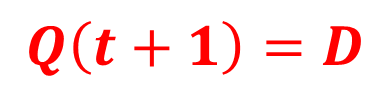 Q(t + 1) = D